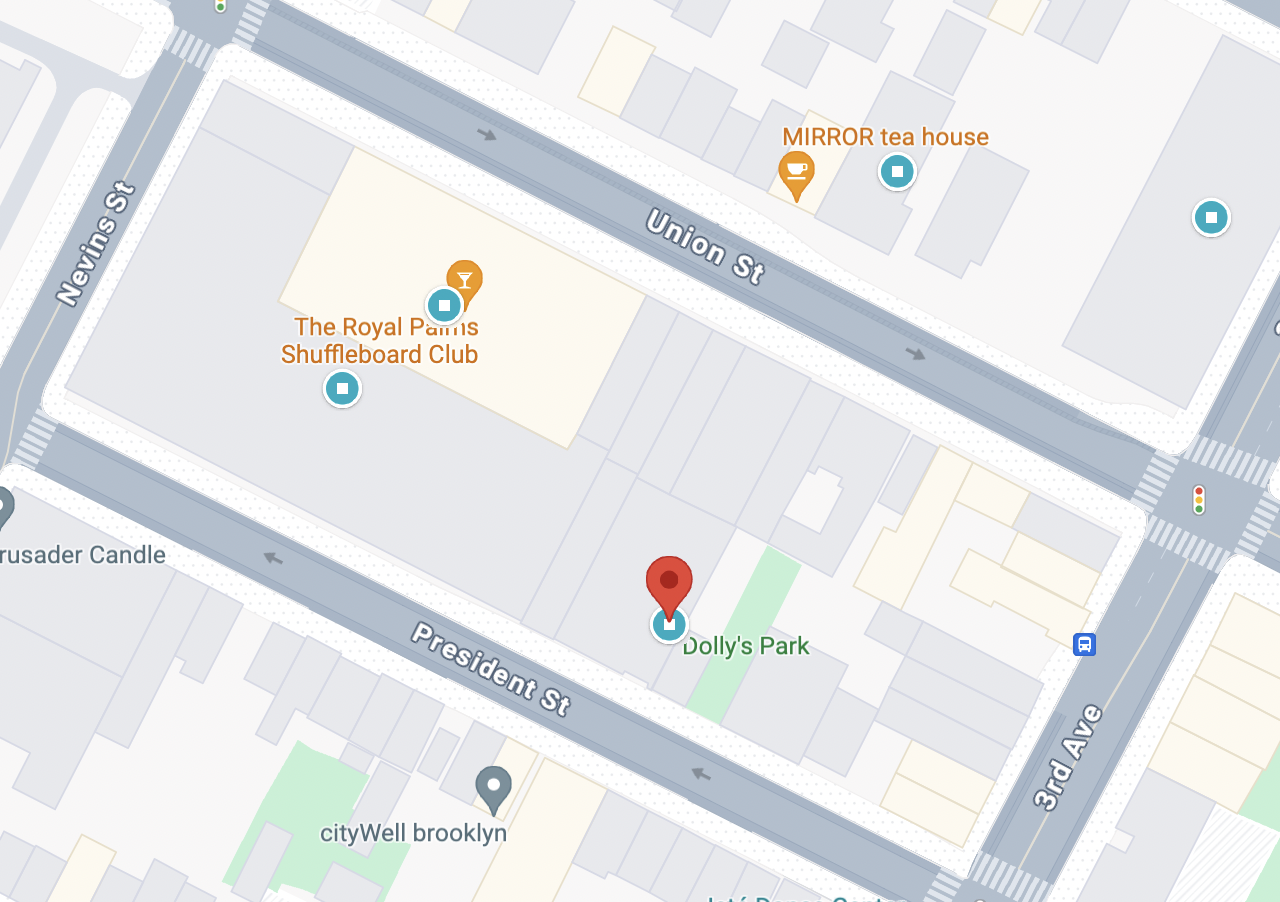 MIRROR tea house
Union St
Nevins St
The Royal Palms
Shuffleboard Club
rusader Candle
President St
Dolly's Park
3rd Ave
cityWell brooklyn